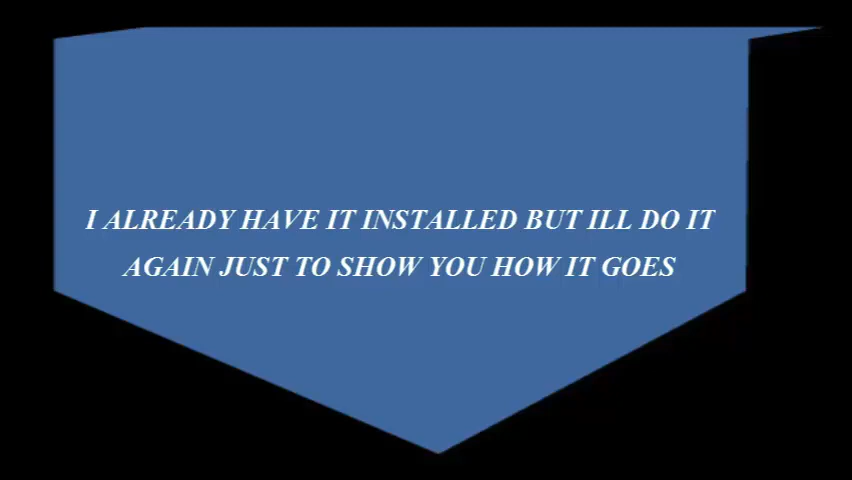 I ALREADY HAVE IT INSTALLED BUT ILL DO IT
AGAIN JUST TO SHOW YOU HOW IT GOES